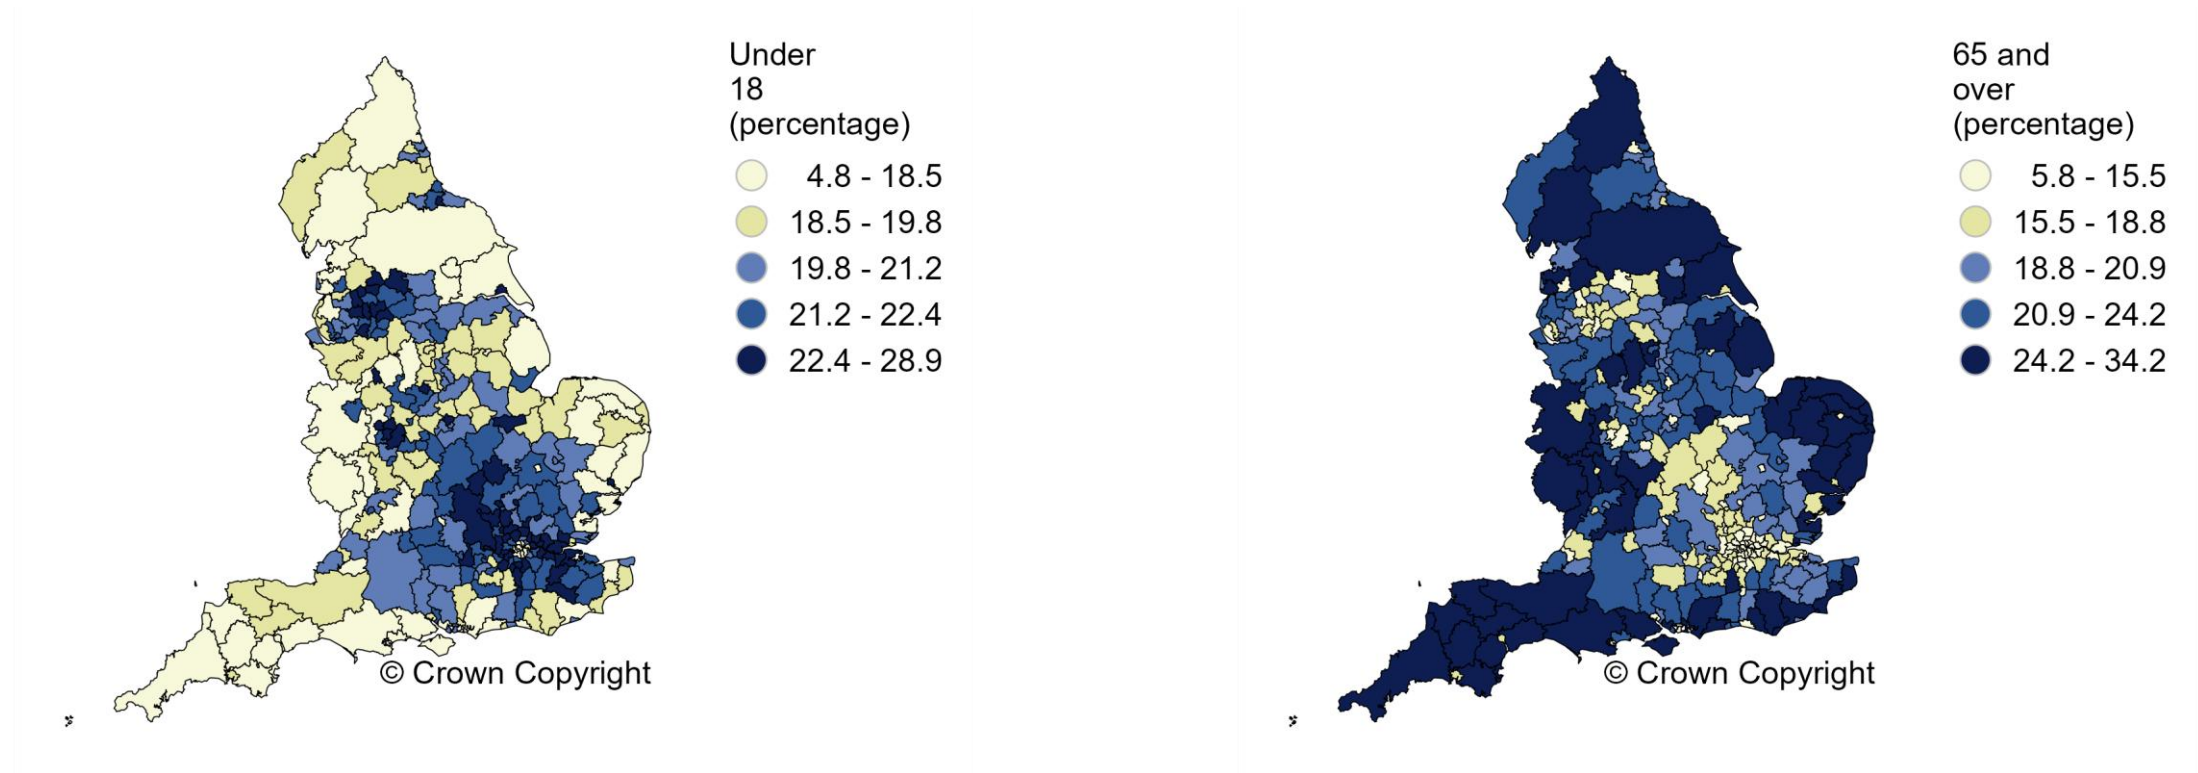 Under
18
(percentage)
4.8 - 18.5
18.5 - 19.8
19.8 - 21.2
21.2 - 22.4
22.4 - 28.9
© Crown Copyright
65 and
over
(percentage)
5.8 - 15.5
15.5 - 18.8
18.8 - 20.9
20.9 - 24.2
24.2 - 34.2
© Crown Copyright